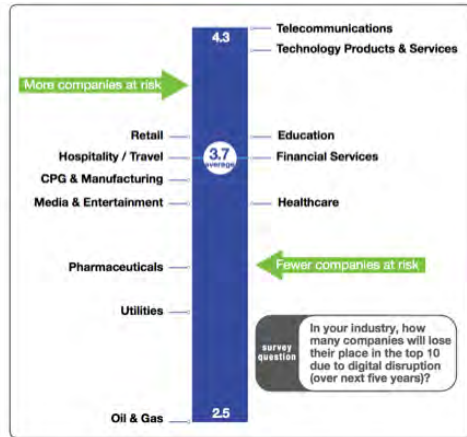 4.3
Telecommunications
Technology Products & Services
More companies at risk
Retail
Education
Hospitality / Travel
3.7
average
Financial Services
CPG & Manufacturing
Media & Entertainment
Healthcare
Pharmaceuticals
Fewer companies at risk
Utilities
survey
question
In your industry, how
many companies will lose
their place in the top 10
due to digital disruption
(over next five years)?
Oil & Gas
2.5